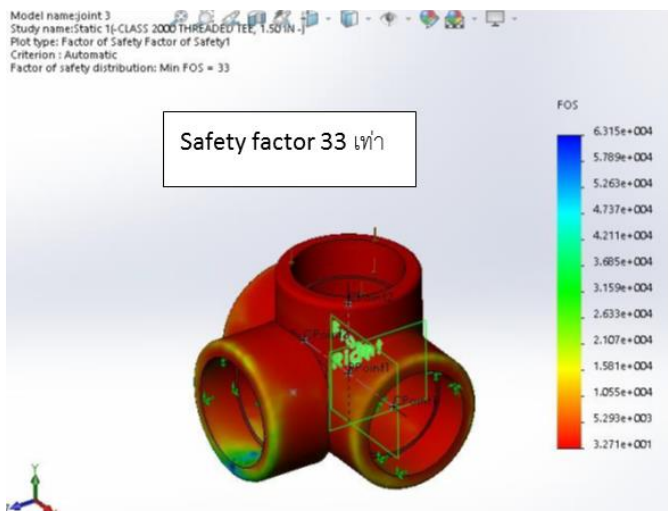 Model name:joint 3
Study name:Static 1(-CLASS 2000 THREADED TEE, 1.50 IN-)
Plot type: Factor of Safety Factor of Safety1
Criterion : Automatic
Factor of safety distribution: Min FOS = 33
Safety factor 33 เท่า
FOS
6.315e+004
5.789e+004
5.263e+004
4.737e+004
4.211e+004
3.685e+004
3.159e+004
2.633e+004
2.107e+004
1.581e+004
1.055e+004
5.293e+003
3.271e+001
Front
Right
Point1
Y